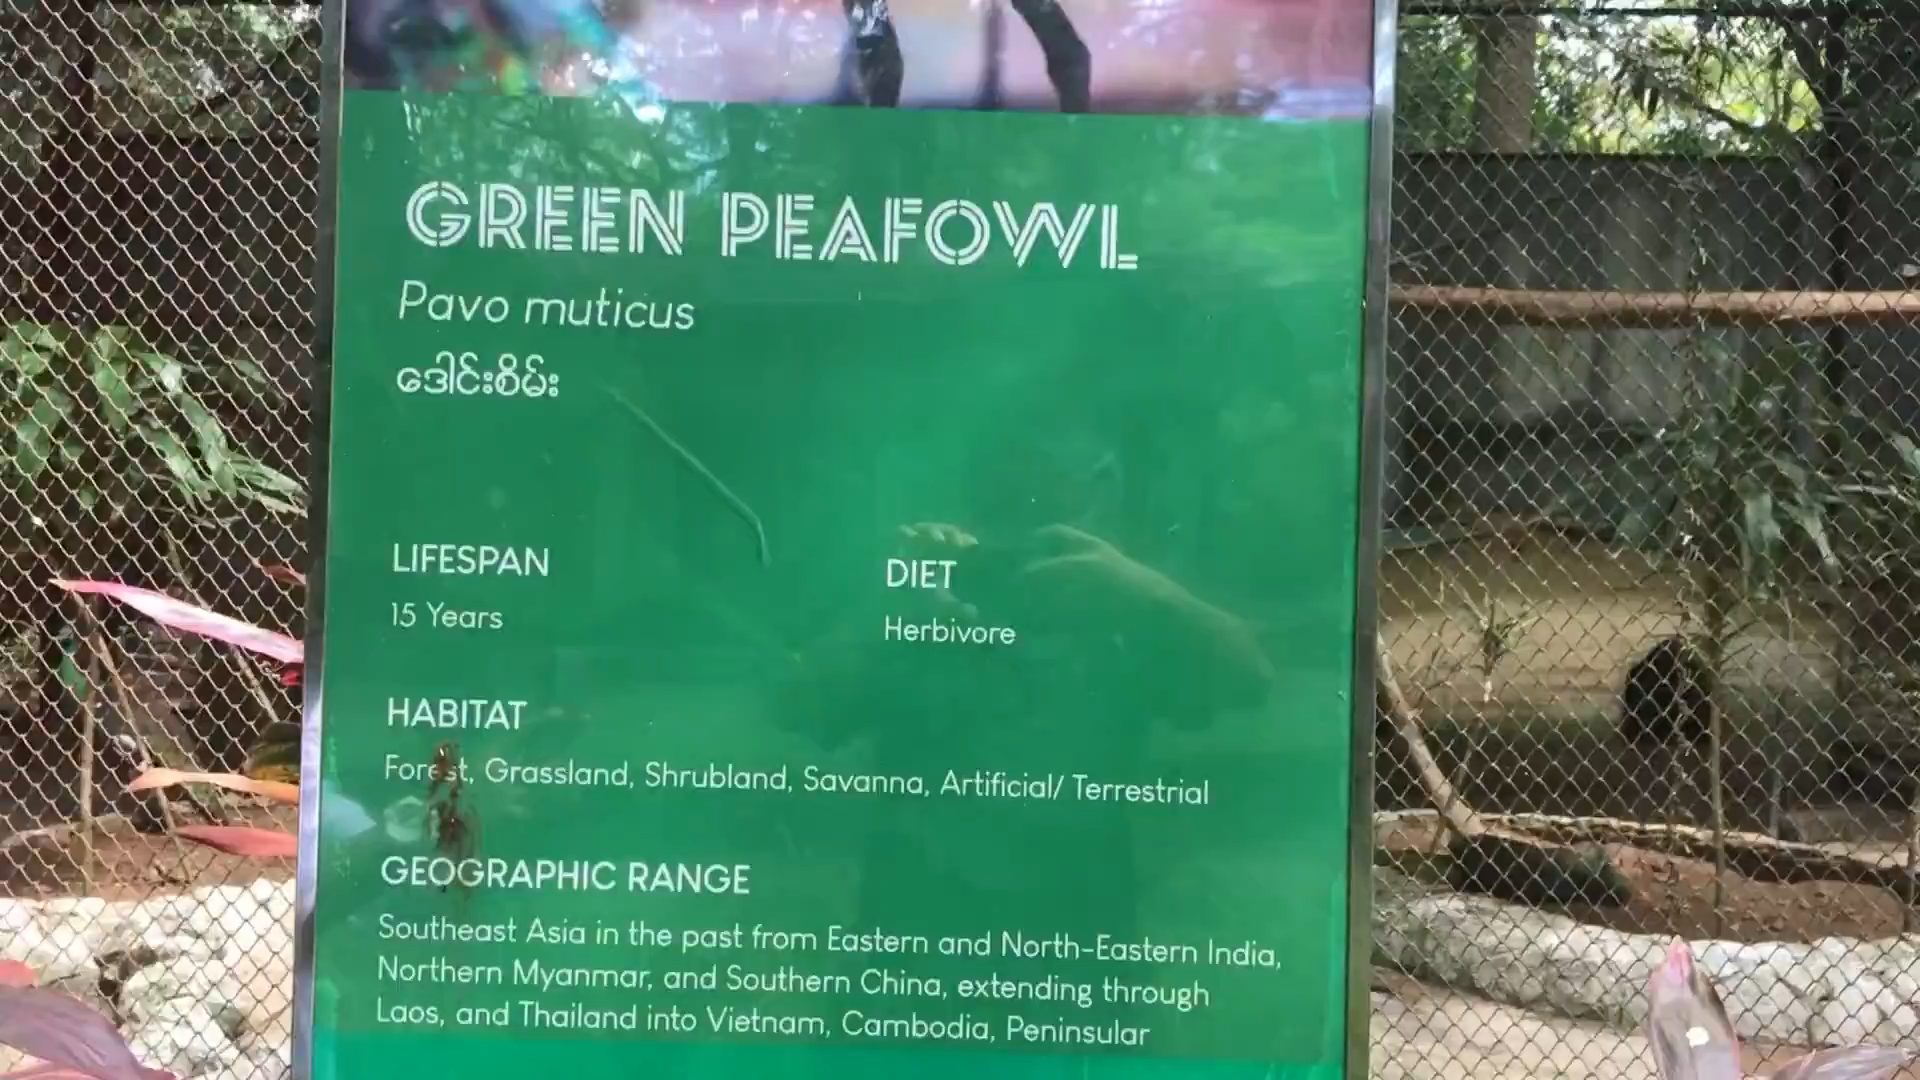 GREEN PEAFOWL
Pavo muticus
ဒေါင်းစိမ်း
LIFESPAN
15 Years
DIET
Herbivore
HABITAT
Forest, Grassland, Shrubland, Savanna, Artificial/ Terrestrial
GEOGRAPHIC RANGE
Southeast Asia in the past from Eastern and North-Eastern India,
Northern Myanmar, and Southern China, extending through
Laos, and Thailand into Vietnam, Cambodia, Peninsular